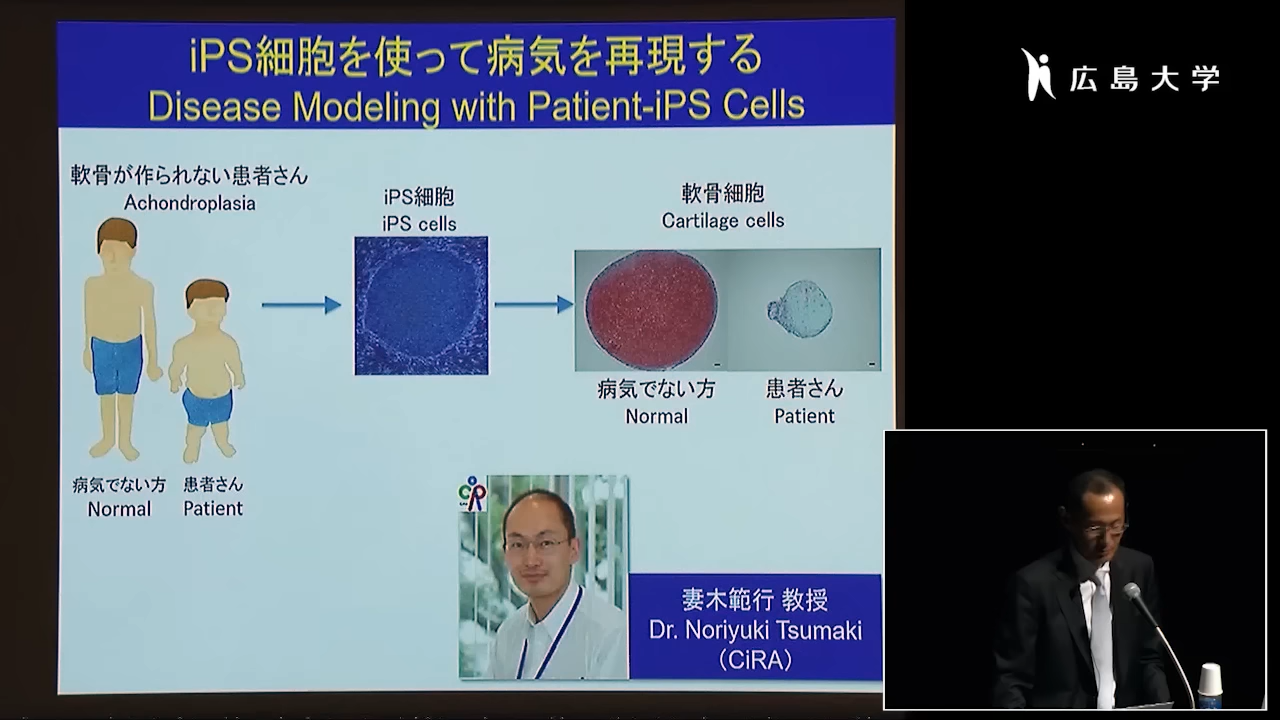 iPS細胞を使って病気を再現する
Disease Modeling with Patient-iPS Cells
広島大学
軟骨が作られない患者さん
Achondroplasia
iPS細胞
iPS cells
軟骨細胞
Cartilage cells
病気でない方
Normal
患者さん
Patient
病気でない方
Normal
患者さん
Patient
妻木範行 教授
Dr. Noriyuki Tsumaki
（CiRA）